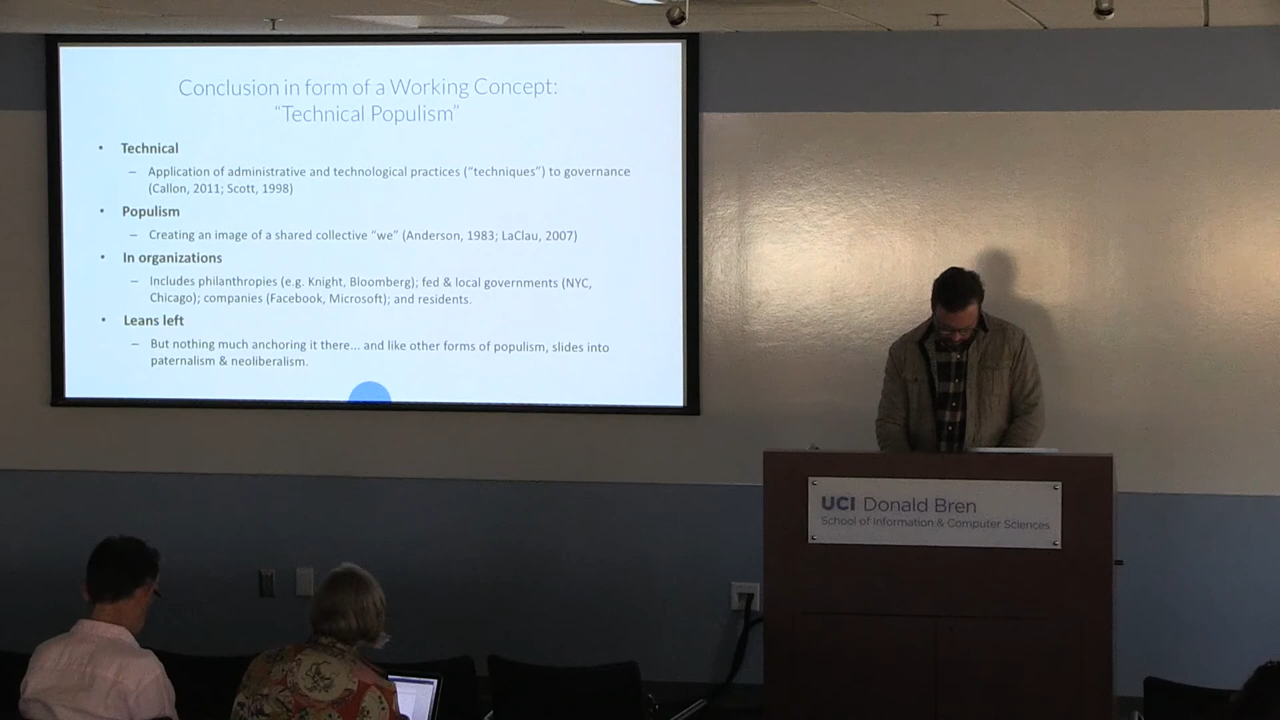 Conclusion in form of a Working Concept:
“Technical Populism”
• Technical
– Application of administrative and technological practices (“techniques”) to governance
(Callon, 2011; Scott, 1998)
• Populism
– Creating an image of a shared collective “we” (Anderson, 1983; LaClau, 2007)
• In organizations
– Includes philanthropies (e.g. Knight, Bloomberg); fed & local governments (NYC,
Chicago); companies (Facebook, Microsoft); and residents.
• Leans left
– But nothing much anchoring it there... and like other forms of populism, slides into
paternalism & neoliberalism.
UCI Donald Bren
School of Information & Computer Sciences